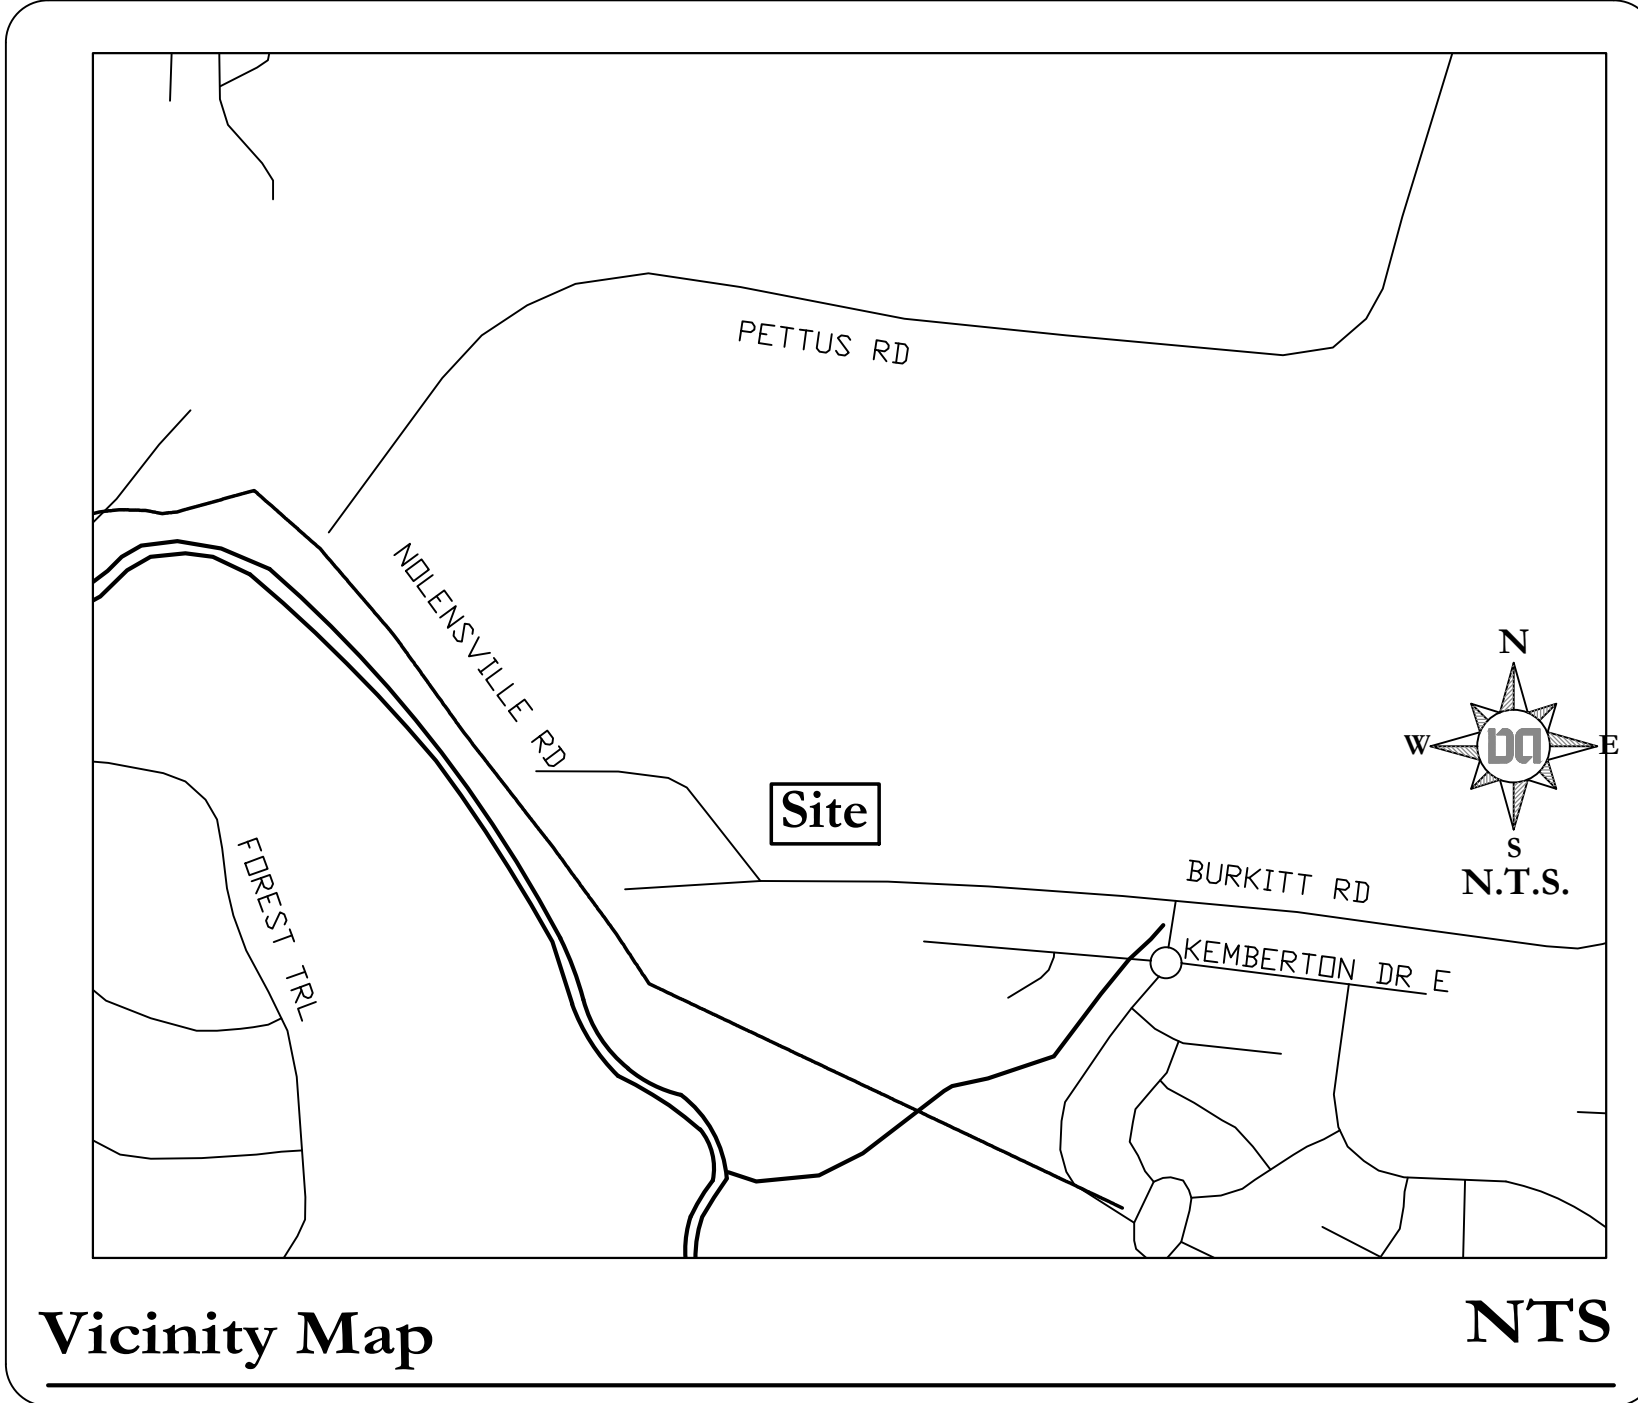 PETTUS RD
NOLENSVILLE RD
N
W
E
S
N.T.S.
Site
BURKITT RD
FOREST TRL
KEMBERTON DR E
Vicinity Map
NTS